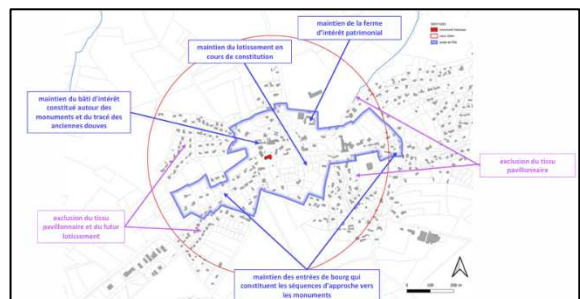 maintien de la ferme
d'intérêt patrimonial
maintien du lotissement en
cours de constitution
maintien du bâti d'intérêt
constitué autour des
monuments et du tracé des
anciennes douves
exclusion du tissu
pavillonnaire
exclusion du tissu
pavillonnaire et du futur
lotissement
maintien des entrées de bourg qui
constituent les séquences d'approche vers
les monuments